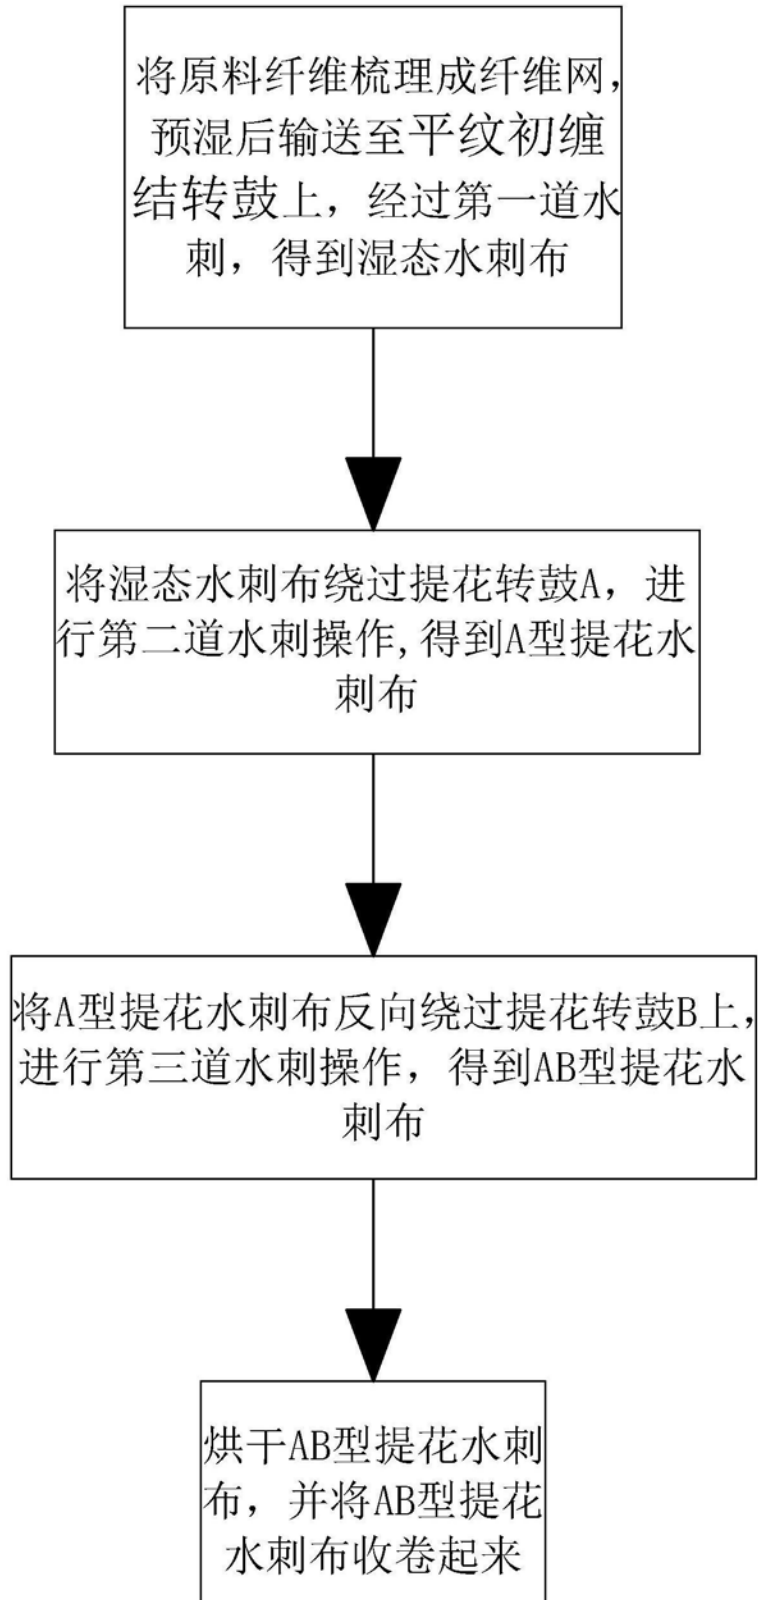 将原料纤维梳理成纤维网，
预湿后输送至平纹初缠
结转鼓上，经过第一道水
刺，得到湿态水刺布
将湿态水刺布绕过提花转鼓A，进
行第二道水刺操作,得到A型提花水
刺布
将A型提花水刺布反向绕过提花转鼓B上，
进行第三道水刺操作，得到AB型提花水
刺布
烘干AB型提花水刺
布，并将AB型提花
水刺布收卷起来